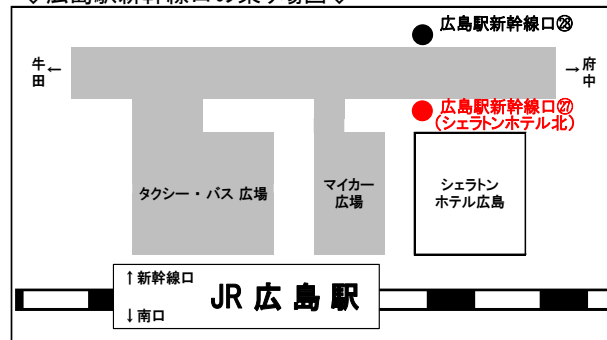 ◇広島駅新幹線口の乗り場図◇
広島駅新幹線口㉘
牛田←
→府中
広島駅新幹線口㉗
(シェラトンホテル北)
タクシー・バス 広場
マイカー
広場
シェラトン
ホテル広島
↑新幹線口
JR 広 島 駅
↓南口